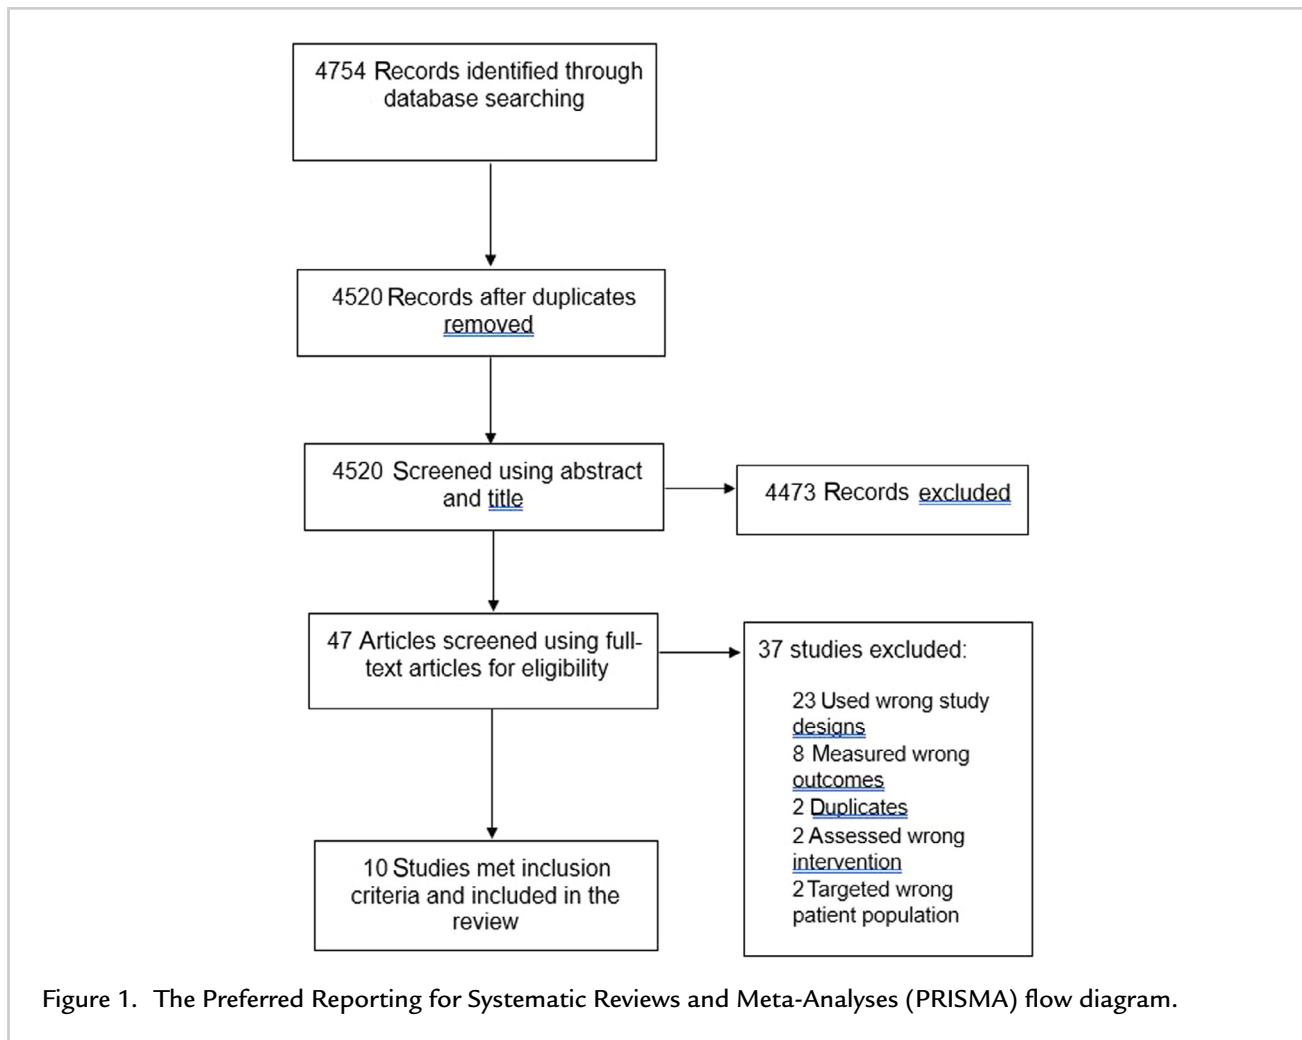 4754 Records identified through
database searching
4520 Records after duplicates
removed
4520 Screened using abstract
and title
4473 Records excluded
47 Articles screened using full-
text articles for eligibility
37 studies excluded:
23 Used wrong study
designs
8 Measured wrong
outcomes
2 Duplicates
2 Assessed wrong
intervention
2 Targeted wrong
patient population
10 Studies met inclusion
criteria and included in the
review
Figure 1. The Preferred Reporting for Systematic Reviews and Meta-Analyses (PRISMA) flow diagram.